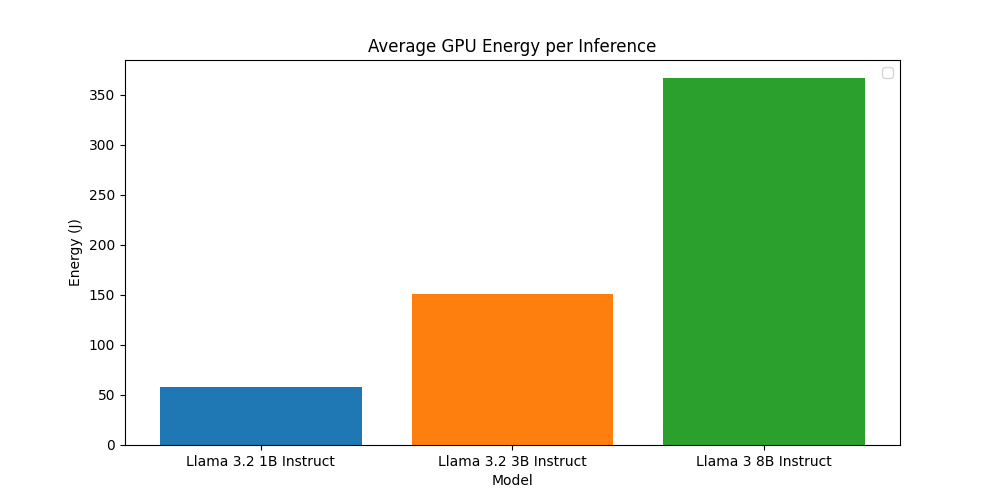 Average GPU Energy per Inference
350
300
250
200
150
100
50
0
Energy (J)
Llama 3.2 1B Instruct
Llama 3.2 3B Instruct
Llama 3 8B Instruct
Model